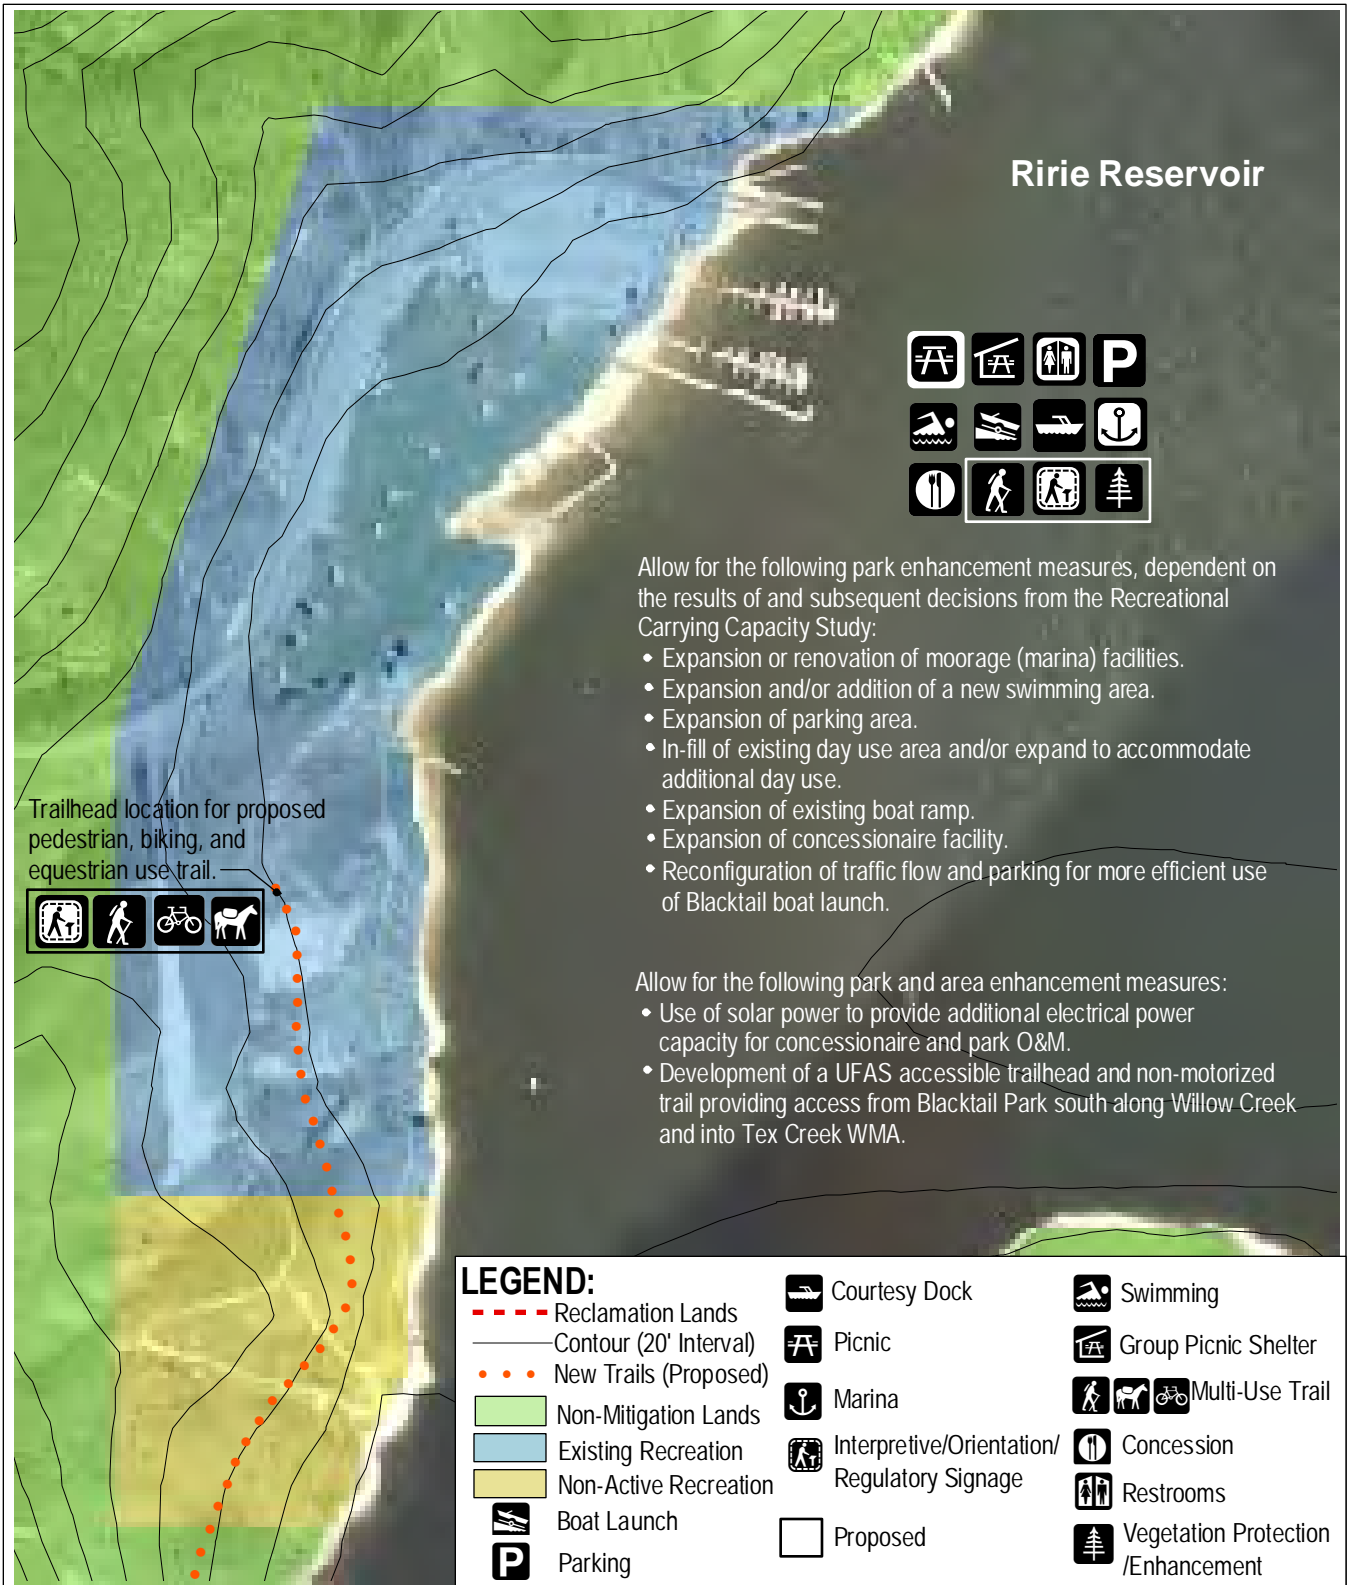 Ririe Reservoir
P
Allow for the following park enhancement measures, dependent on
the results of and subsequent decisions from the Recreational
Carrying Capacity Study:
• Expansion or renovation of moorage (marina) facilities.
• Expansion and/or addition of a new swimming area.
• Expansion of parking area.
• In-fill of existing day use area and/or expand to accommodate
additional day use.
• Expansion of existing boat ramp.
• Expansion of concessionaire facility.
• Reconfiguration of traffic flow and parking for more efficient use
of Blacktail boat launch.
Trailhead location for proposed
pedestrian, biking, and
equestrian use trail.
Allow for the following park and area enhancement measures:
• Use of solar power to provide additional electrical power
capacity for concessionaire and park O&M.
• Development of a UFAS accessible trailhead and non-motorized
trail providing access from Blacktail Park south along Willow Creek
and into Tex Creek WMA.
LEGEND:
Reclamation Lands
Contour (20' Interval)
New Trails (Proposed)
Non-Mitigation Lands
Existing Recreation
Non-Active Recreation
Boat Launch
P Parking
Courtesy Dock
Picnic
Marina
Interpretive/Orientation/
Regulatory Signage
Proposed
Swimming
Group Picnic Shelter
Multi-Use Trail
Concession
Restrooms
Vegetation Protection
/Enhancement